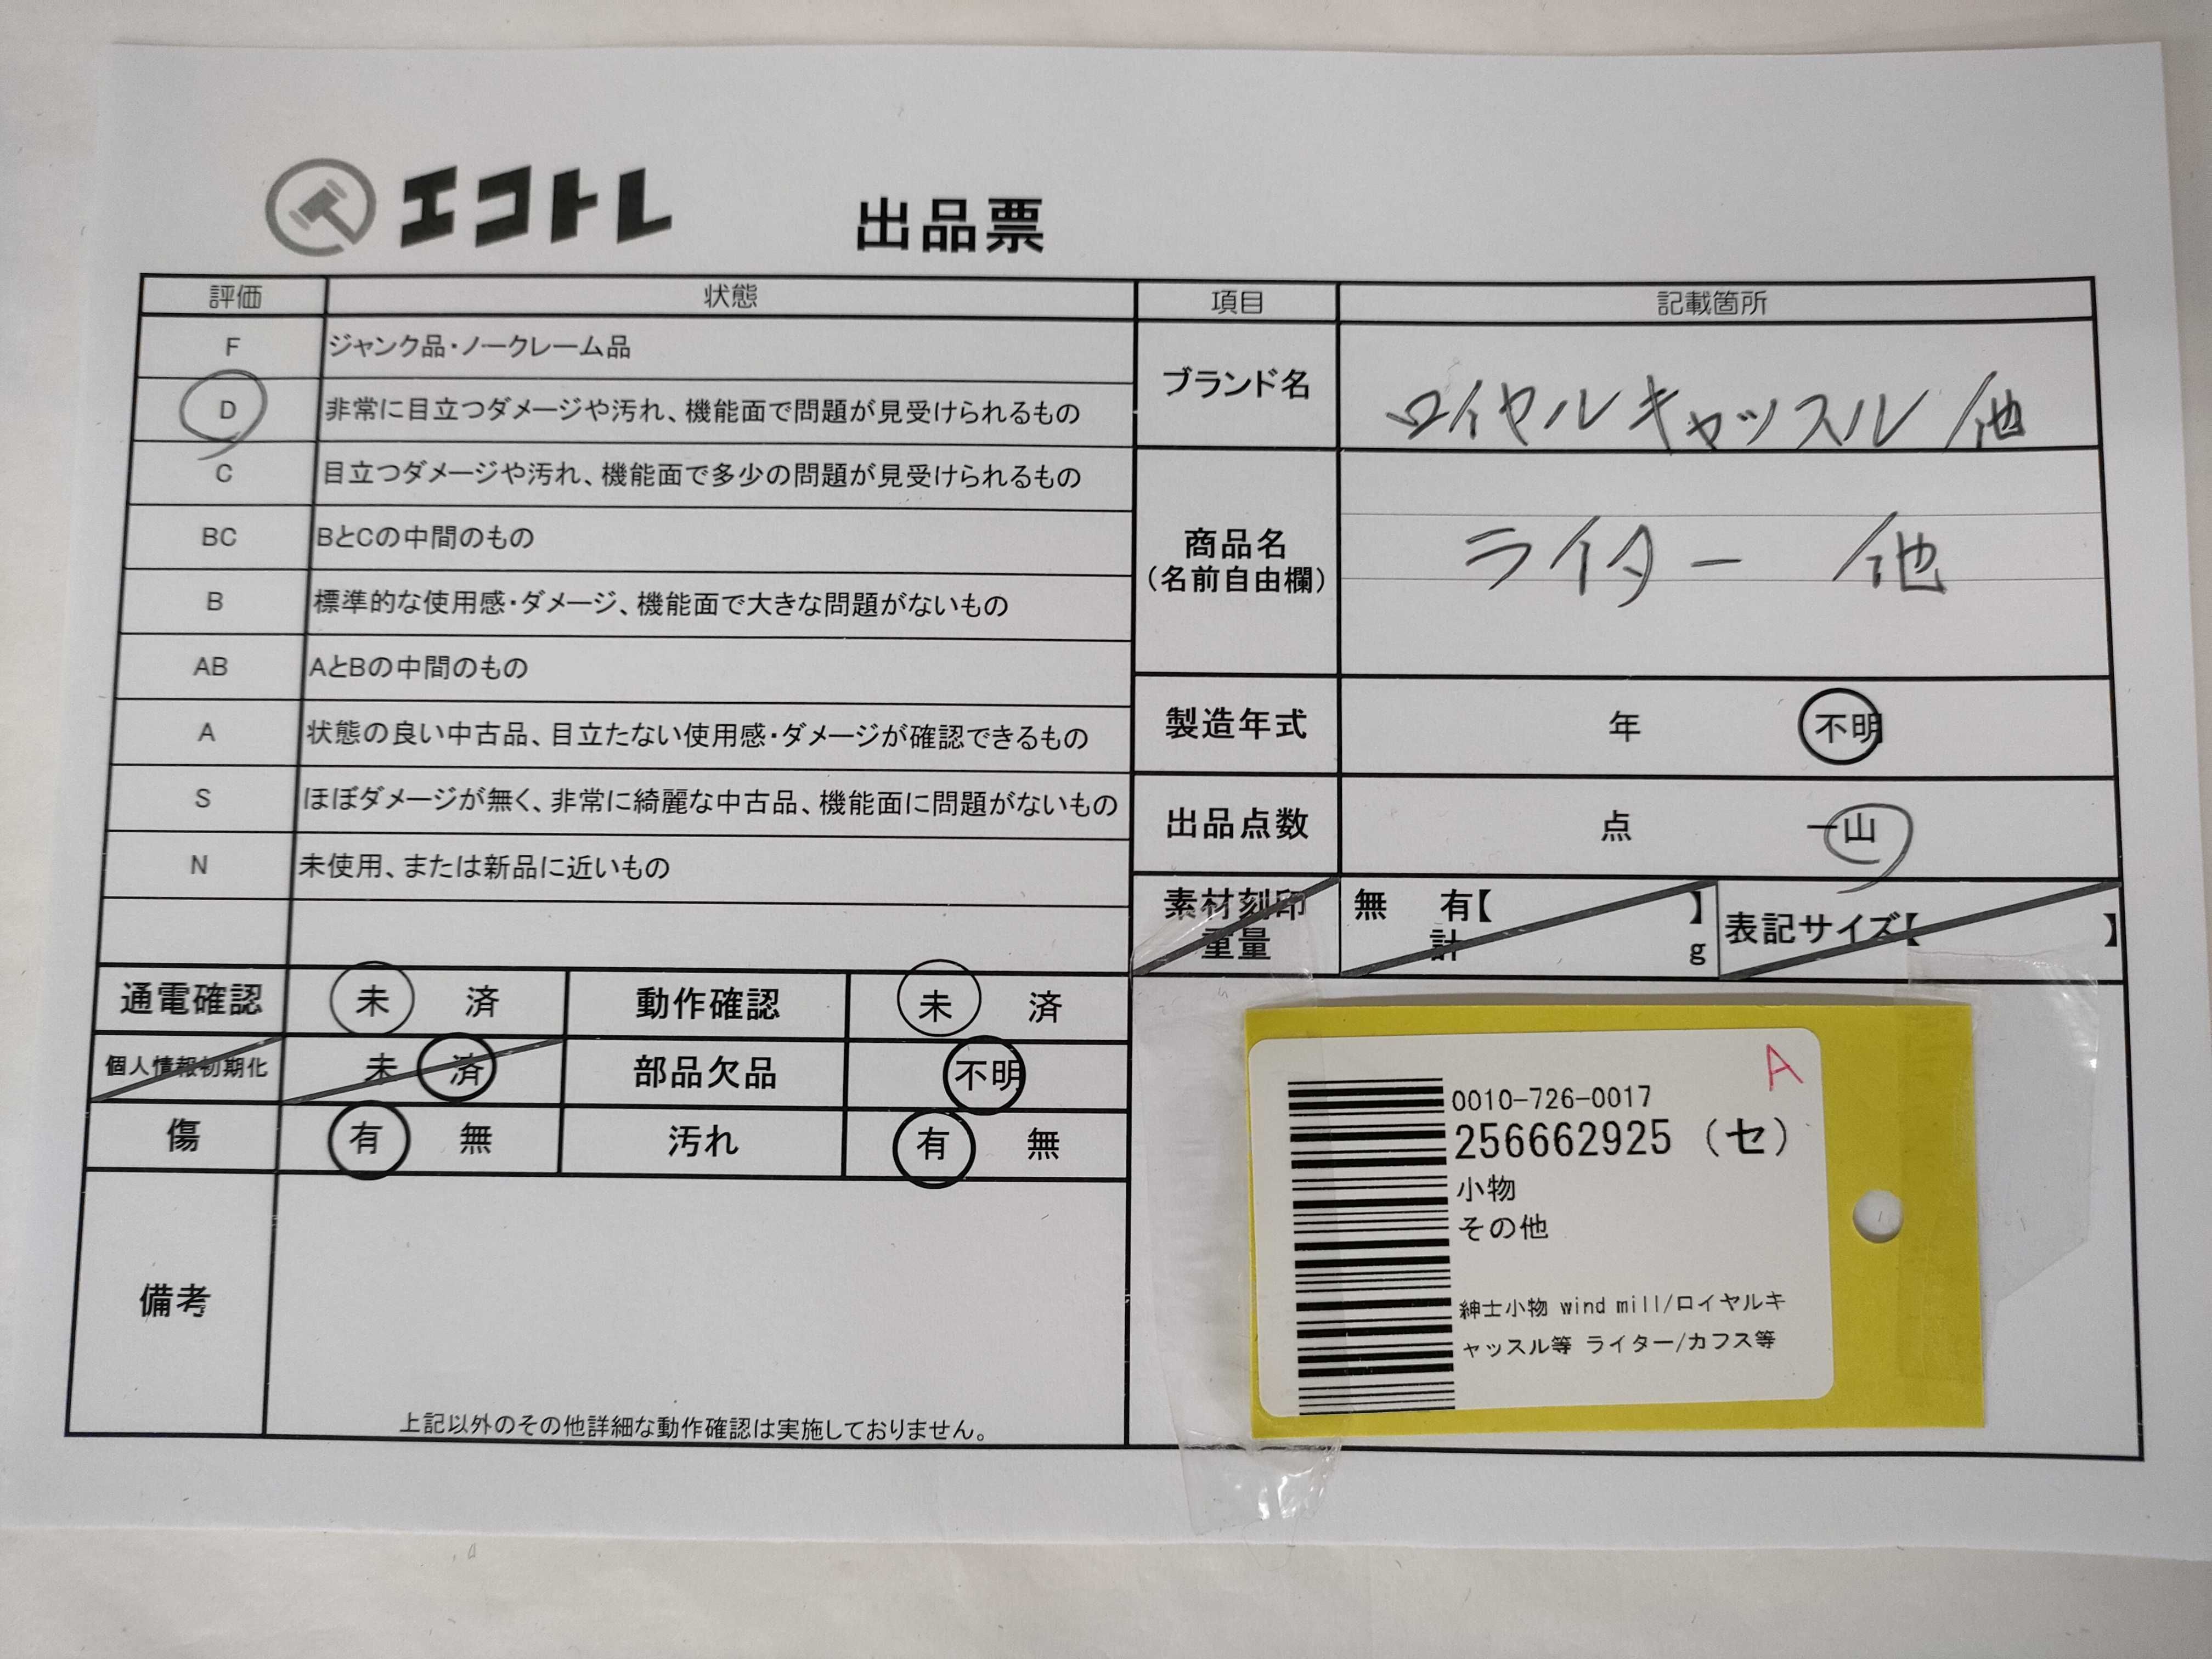 エコトレ 出品票
評価 状態
F ジャンク品・ノークレーム品
D 非常に目立つダメージや汚れ、機能面で問題が見受けられるもの
C 目立つダメージや汚れ、機能面で多少の問題が見受けられるもの
BC BとCの中間のもの
B 標準的な使用感・ダメージ、機能面で大きな問題がないもの
AB AとBの中間のもの
A 状態の良い中古品、目立たない使用感・ダメージが確認できるもの
S ほぼダメージが無く、非常に綺麗な中古品、機能面に問題がないもの
N 未使用、または新品に近いもの
通電確認 未 済 動作確認 未 済
個人情報初期化 未 済 部品欠品 不明
傷 有 無 汚れ 有 無
備考
上記以外のその他詳細な動作確認は実施しておりません。
項目 記載箇所
ブランド名 ロイヤルキャッスル/他
商品名 ライター /他
(名前自由欄)
製造年式 年 不明
出品点数 点 一山
素材刻印 無 有【 】
重量 計 g
表記サイズ【 】
A
0010-726-0017
256662925 (セ)
小物
その他
紳士小物 wind mill/ロイヤルキ
ャッスル等 ライター/カフス等